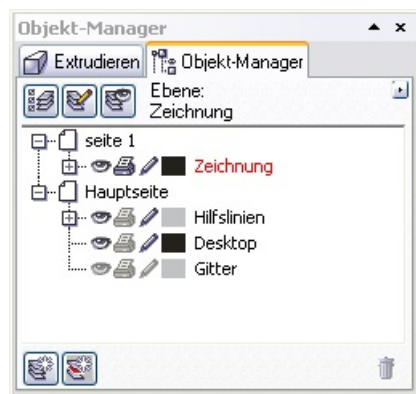 Objekt-Manager
Extrudieren
Objekt-Manager
Ebene:
Zeichnung
seite 1
Zeichnung
Hauptseite
Hilfslinien
Desktop
Gitter